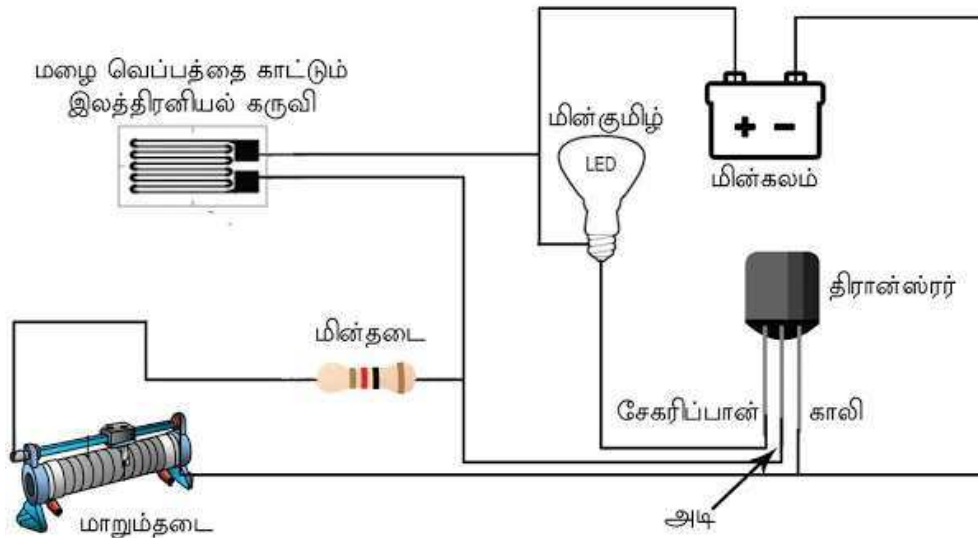 மழை வெப்பத்தை காட்டும்
இலத்திரனியல் கருவி
மின்குமிழ்
LED
+ -
மின்கலம்
திரான்ஸ்ரர்
மின்தடை
சேகரிப்பான்
காலி
அடி
மாறும்தடை